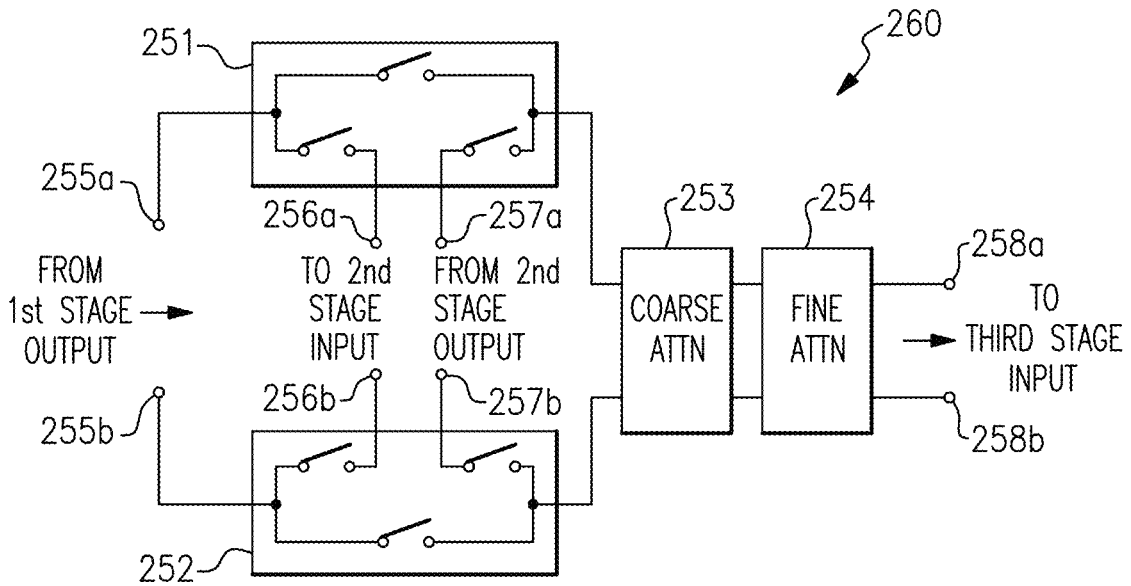 260
251
255a
256a
257a
253
254
258a
FROM
1st STAGE
OUTPUT
TO 2nd
STAGE
INPUT
FROM 2nd
STAGE
OUTPUT
COARSE
ATTN
FINE
ATTN
TO
THIRD STAGE
INPUT
255b
256b
257b
258b
252